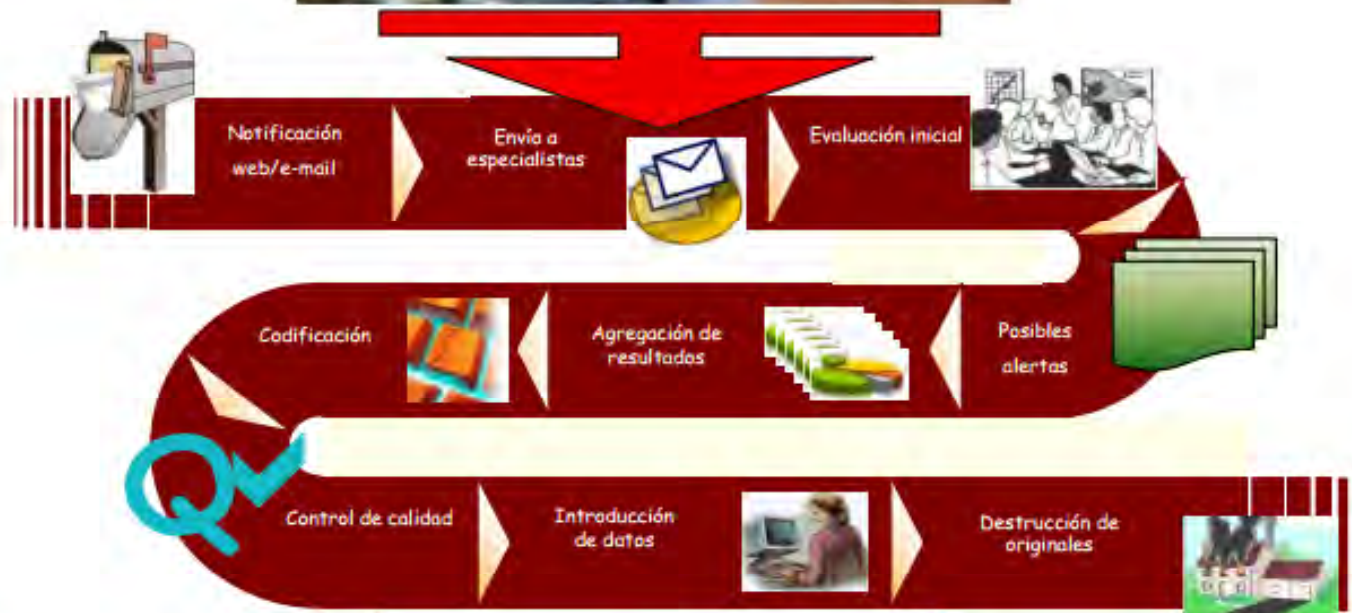 Notificación
web/e-mail
Envío a
especialistas
Evaluación inicial
Posibles
alertas
Agregación de
resultados
Codificación
Control de calidad
Introducción
de datos
Destrucción de
originales